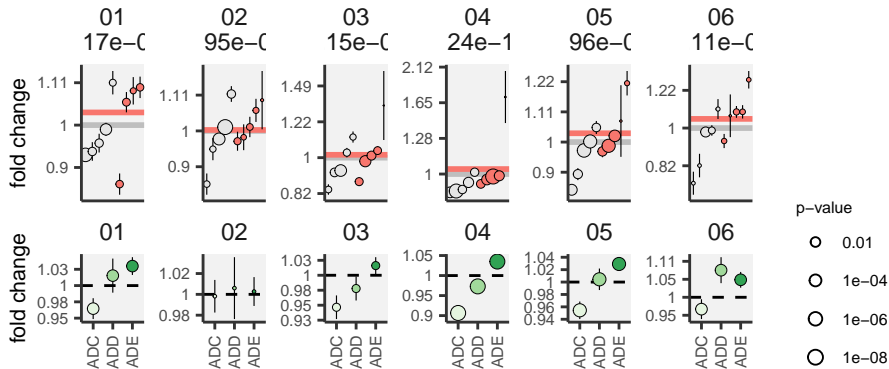 01 02 03 04 05 06
17e−0 95e−0 15e−0 24e−1 96e−0 11e−0
fold change
1.11 1 0.9
1.11 1 0.9
1.49 1.22 1 0.82
2.12 1.65 1.28 1
1.22 1.11 1 0.9
1.22 1 0.82
01 02 03 04 05 06
fold change
1.03 1 0.98 0.95
1.02 1 0.98
1.03 1 0.95 0.93
1.05 1 0.95 0.9
1.04 1.02 1 0.98 0.96 0.94
1.11 1.05 1 0.95
ADC ADD ADE
ADC ADD ADE
ADC ADD ADE
ADC ADD ADE
ADC ADD ADE
ADC ADD ADE
p−value
0.01
1e−04
1e−06
1e−08